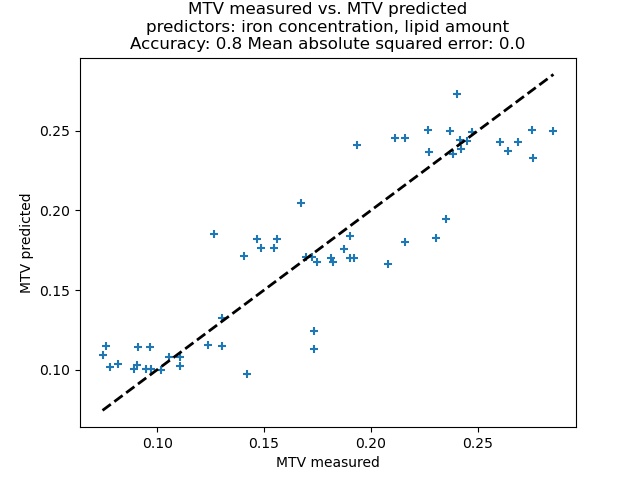 MTV measured vs. MTV predicted
predictors: iron concentration, lipid amount
Accuracy: 0.8 Mean absolute squared error: 0.0
0.25
0.20
0.15
0.10
MTV predicted
0.10
0.15
0.20
0.25
MTV measured